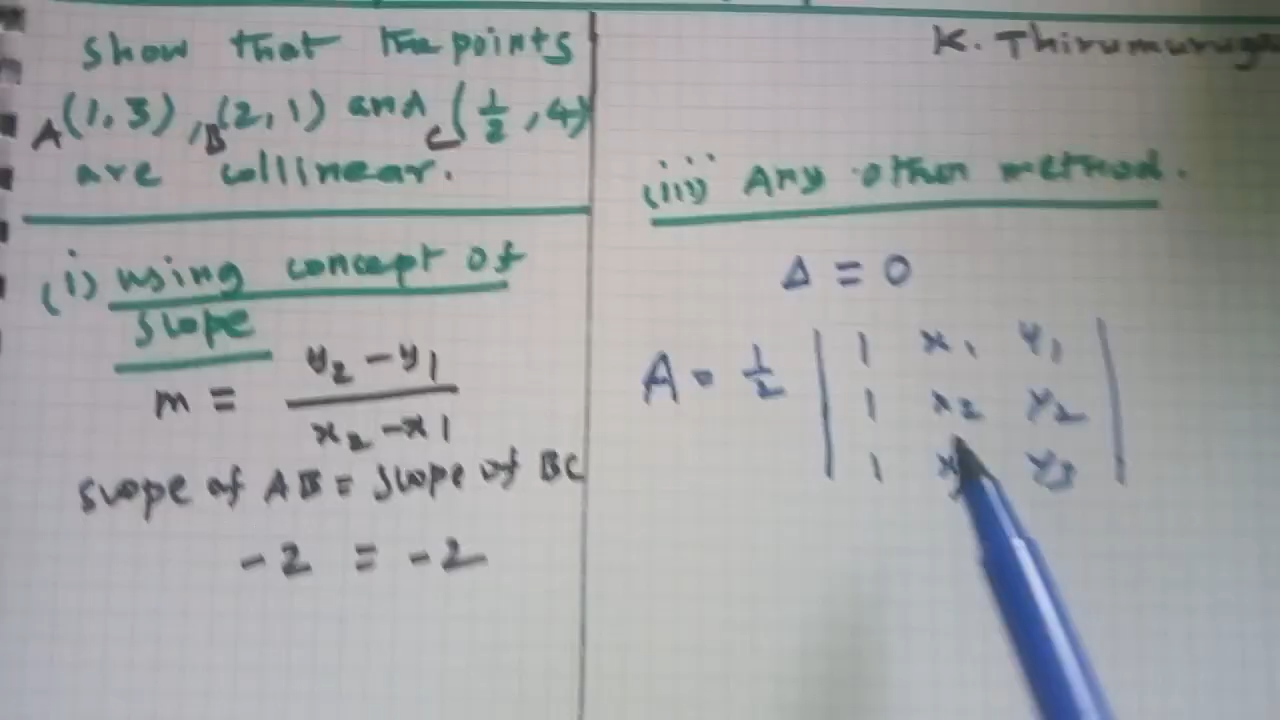 show that the points
A(1, 3), B(2, 1) and C(1/2, 4)
are collinear.
(i) using concept of
slope
m = y₂ - y₁ / x₂ - x₁
slope of AB = slope of BC
-2 = -2
K. Thirumuruga
(iii) Any other method.
Δ = 0
A = 1/2 | 1 x₁ y₁ |
| 1 x₂ y₂ |
| 1 x₃ y₃ |